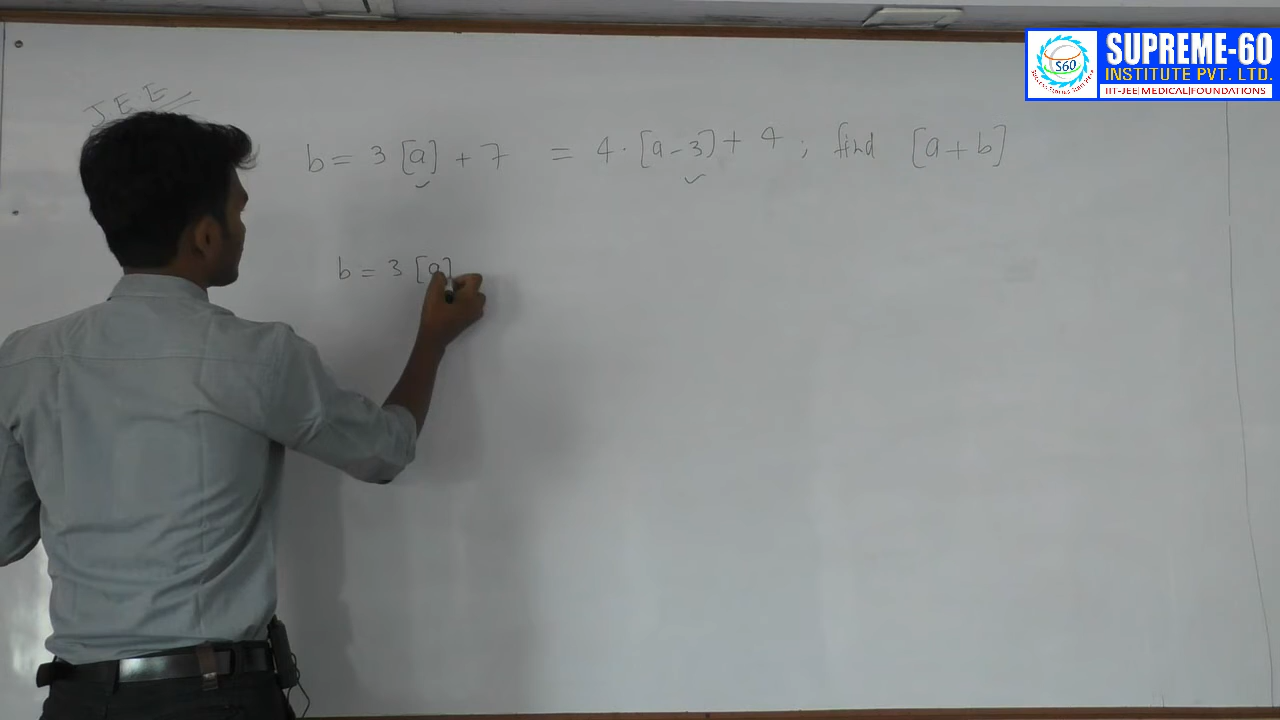 SUPREME-60
INSTITUTE PVT. LTD.
IIT-JEE|MEDICAL|FOUNDATIONS
S60
JEE
b = 3 [a] + 7 = 4 · [a - 3] + 4 ; find [a + b]
b = 3 [a]